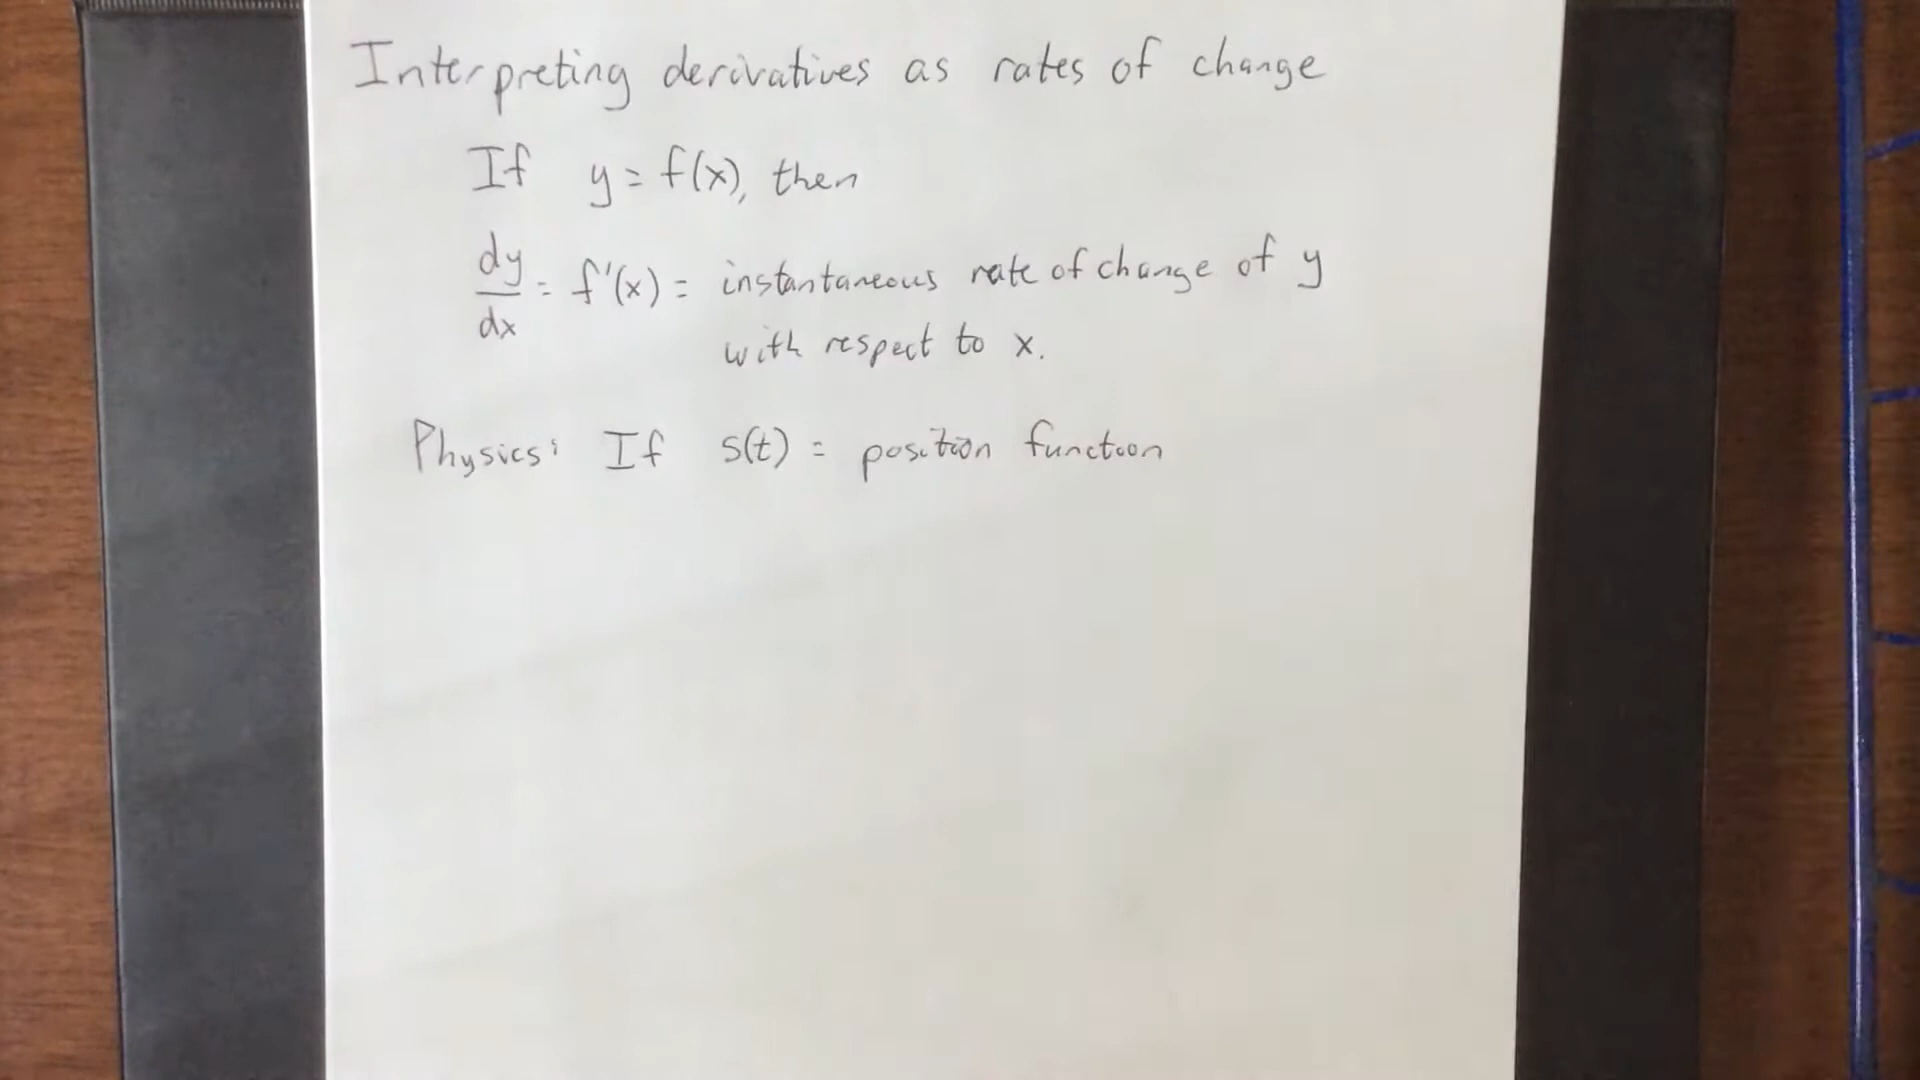 Interpreting derivatives as rates of change
If y = f(x), then
dy/dx = f'(x) = instantaneous rate of change of y
with respect to x.
Physics: If s(t) = position function